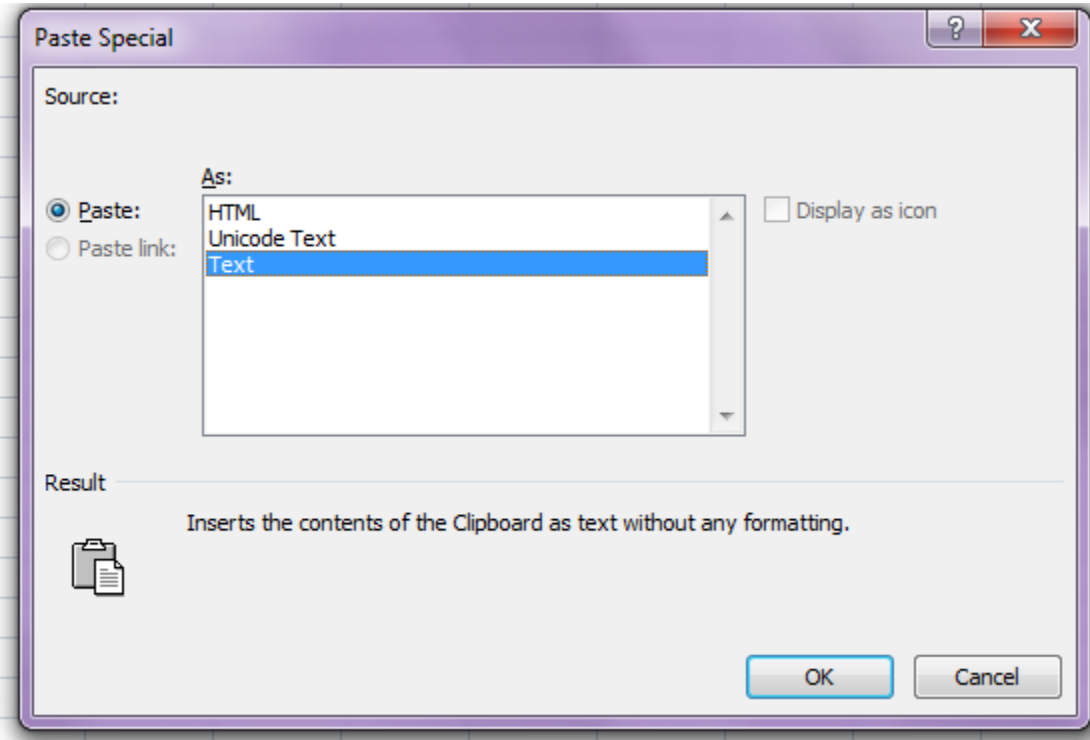 Paste Special
Source:
As:
Paste:
Paste link:
HTML
Unicode Text
Text
Display as icon
Result
Inserts the contents of the Clipboard as text without any formatting.
OK
Cancel